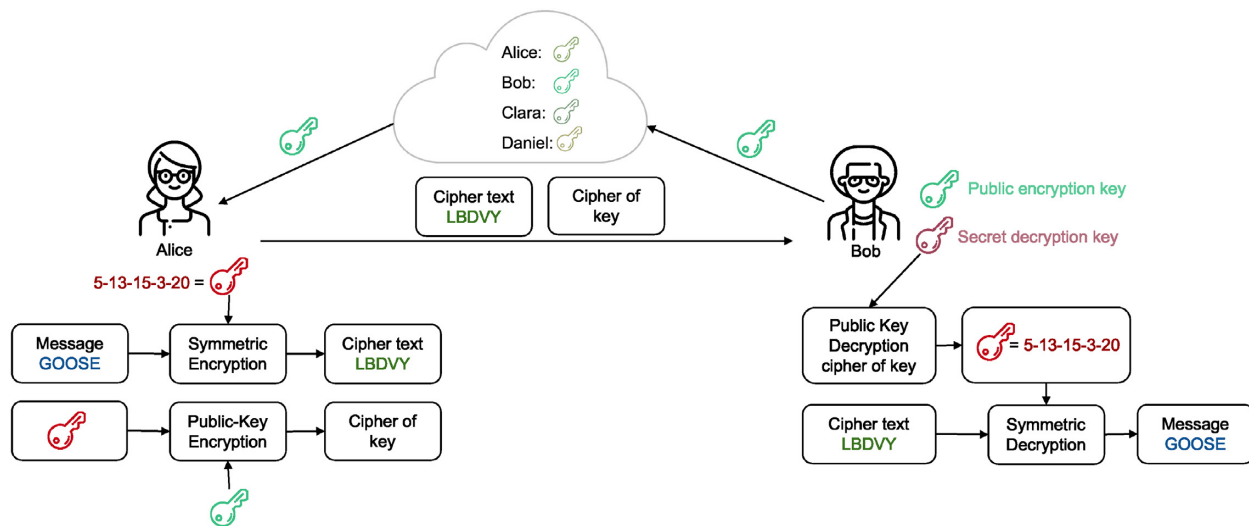 Alice:
Bob:
Clara:
Daniel:
Cipher text
LBDVY
Cipher of
key
Alice
Bob
Public encryption key
Secret decryption key
5-13-15-3-20 =
Message
GOOSE
Symmetric
Encryption
Cipher text
LBDVY
Public-Key
Encryption
Cipher of
key
Public Key
Decryption
cipher of key
= 5-13-15-3-20
Cipher text
LBDVY
Symmetric
Decryption
Message
GOOSE